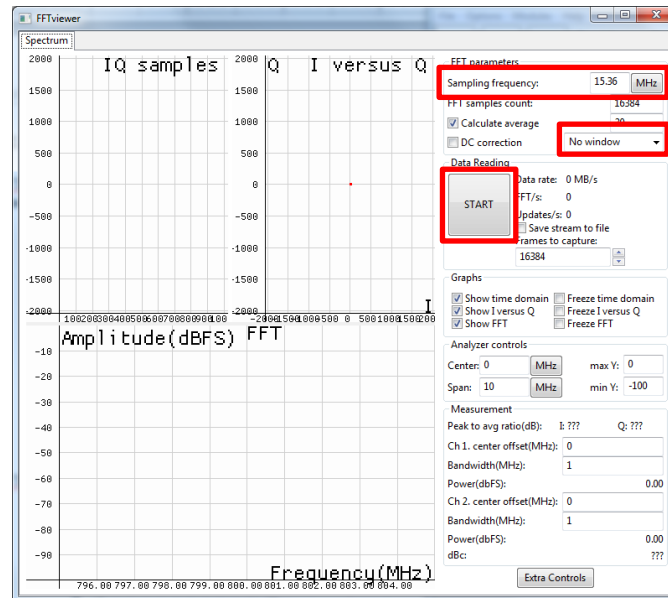 FFTviewer
Spectrum
IQ samples
2000
1500
1000
500
0
-500
-1000
-1500
-2000
100200300400500600700800900100
Q I versus Q
2000
1500
1000
500
0
-500
-1000
-1500
-2000
I
0 500
Amplitude(dBFS) FFT
-10
-20
-30
-40
-50
-60
-70
-80
-90
Frequency(MHz)
796.00 797.00 798.00 799.00 800.00 801.00 802.00 803.00 804.00
FFT parameters
Sampling frequency: 15.36 MHz
FFT samples count: 16384
Calculate average 20
DC correction No window
Data Reading
START
Data rate: 0 MB/s
FFT/s: 0
Updates/s: 0
Save stream to file
Frames to capture:
16384
Graphs
Show time domain Freeze time domain
Show I versus Q Freeze I versus Q
Show FFT Freeze FFT
Analyzer controls
Center: 0 MHz max Y: 0
Span: 10 MHz min Y: -100
Measurement
Peak to avg ratio(dB): I: ??? Q: ???
Ch 1. center offset(MHz): 0
Bandwidth(MHz): 1
Power(dbFS): 0.00
Ch 2. center offset(MHz): 0
Bandwidth(MHz): 1
Power(dbFS): 0.00
dBc: ???
Extra Controls